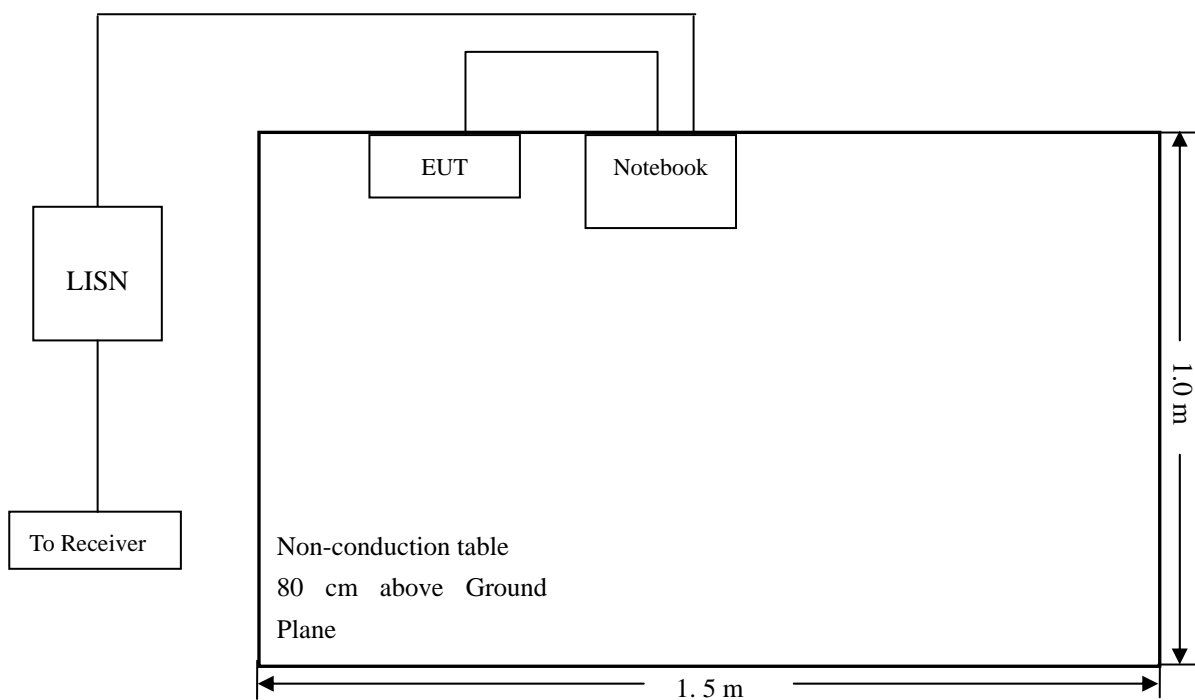 EUT
Notebook
LISN
1.0 m
To Receiver
Non-conduction table
80 cm above Ground
Plane
1. 5 m